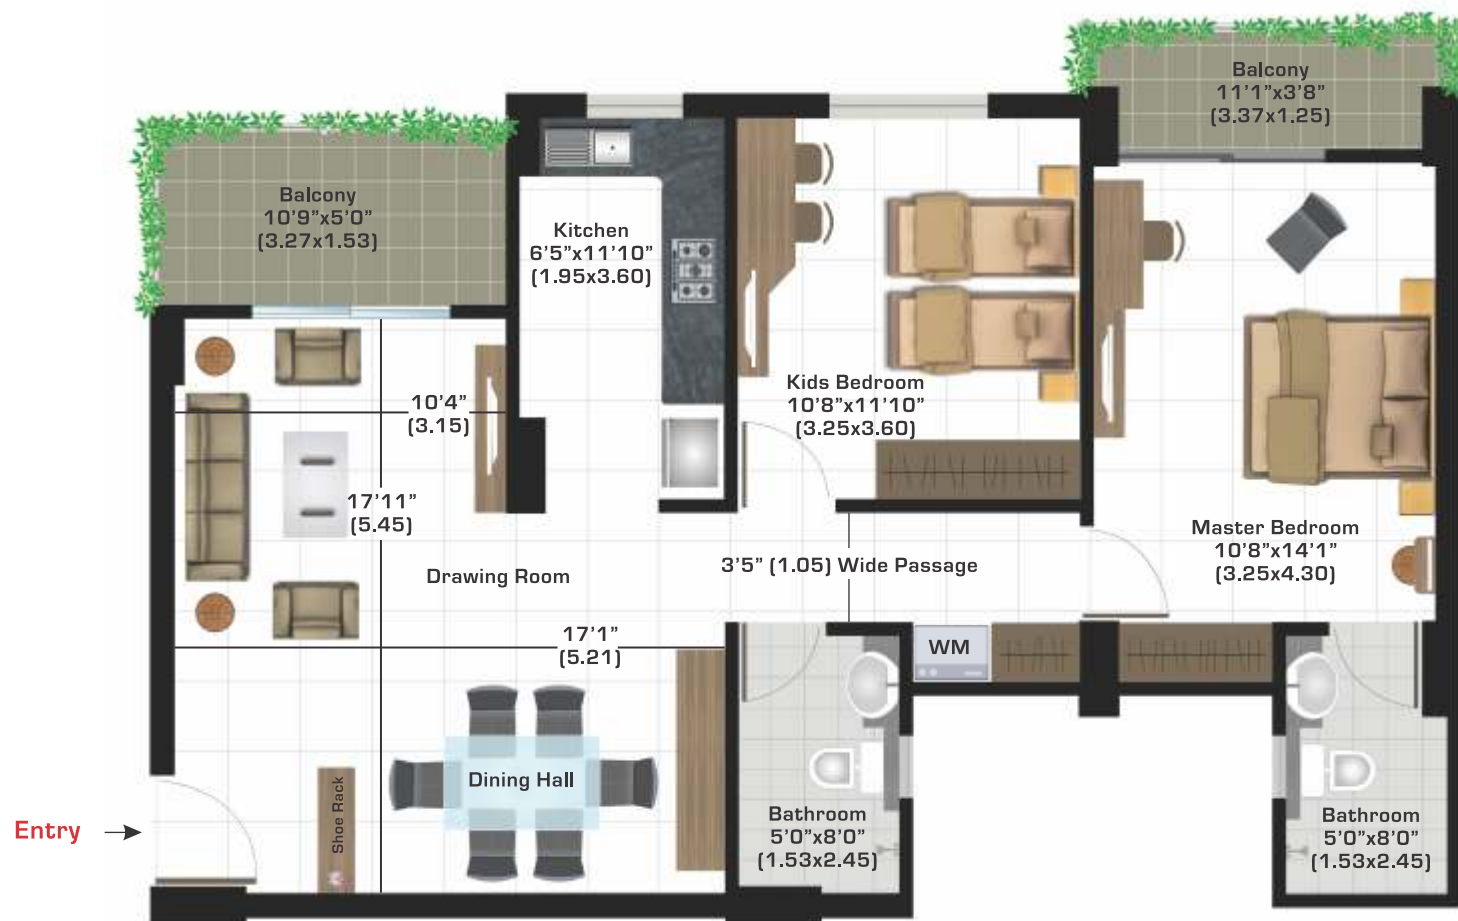 Balcony
11'1"x3'8"
(3.37x1.25)
Balcony
10'9"x5'0"
(3.27x1.53)
Kitchen
6'5"x11'10"
(1.95x3.60)
Kids Bedroom
10'8"x11'10"
(3.25x3.60)
10'4"
(3.15)
17'11"
(5.45)
Master Bedroom
10'8"x14'1"
(3.25x4.30)
Drawing Room
3'5" (1.05) Wide Passage
17'1"
(5.21)
WM
Dining Hall
Shoe Rack
Entry
Bathroom
5'0"x8'0"
(1.53x2.45)
Bathroom
5'0"x8'0"
(1.53x2.45)